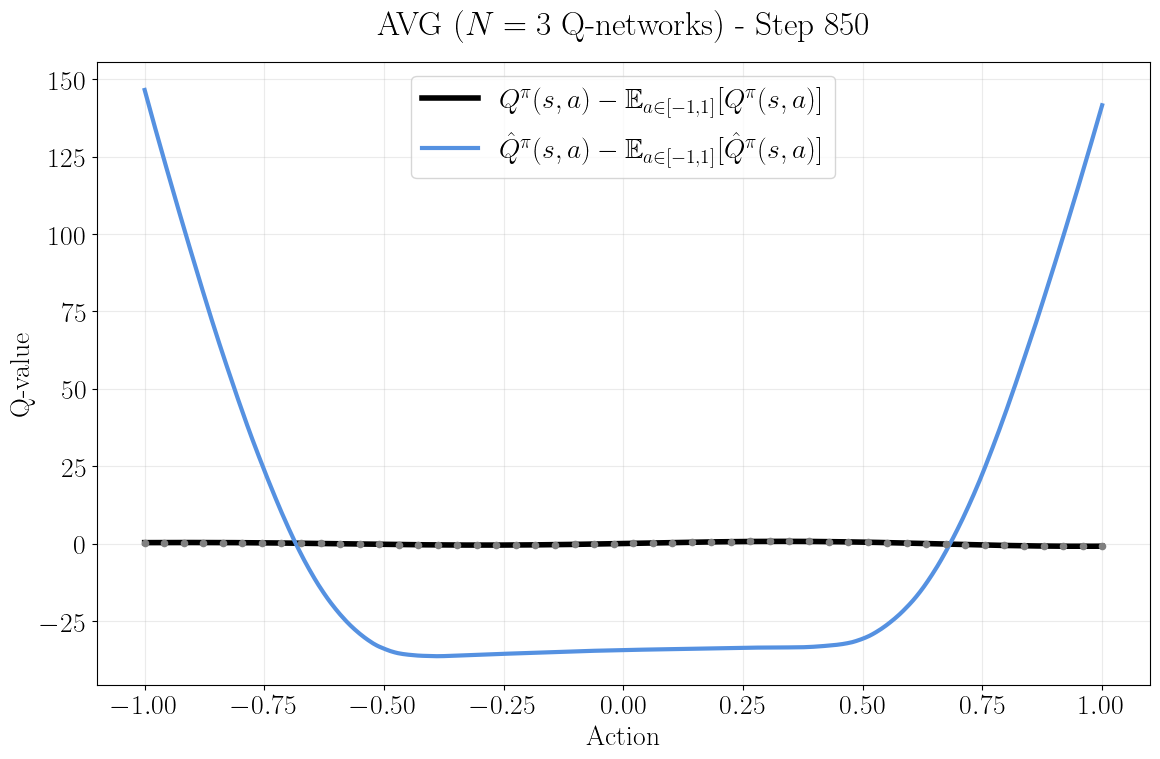 AVG (N = 3 Q-networks) - Step 850
150
125
100
75
50
25
0
−25
Q-value
Q^π(s, a) − 𝔼_{a∈[−1,1]}[Q^π(s, a)]
Q̂^π(s, a) − 𝔼_{a∈[−1,1]}[Q̂^π(s, a)]
−1.00 −0.75 −0.50 −0.25 0.00 0.25 0.50 0.75 1.00
Action